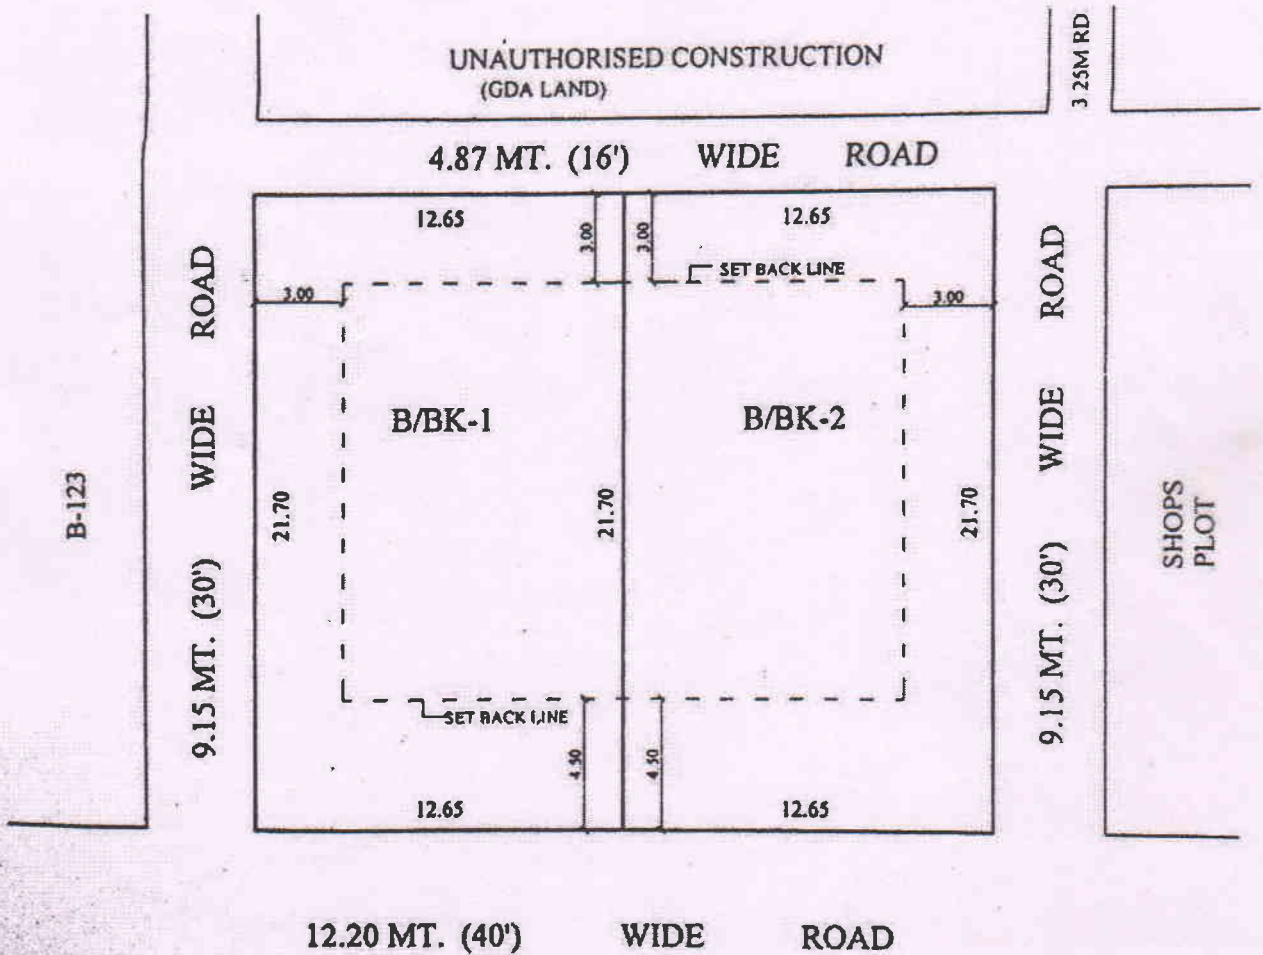 UNAUTHORISED CONSTRUCTION
(GDA LAND)
3.25M RD.
4.87 MT. (16') WIDE ROAD
12.65
3.00
3.00
12.65
SET BACK LINE
3.00
3.00
B/BK-1
B/BK-2
9.15 MT. (30') WIDE ROAD
9.15 MT. (30') WIDE ROAD
B-123
21.70
21.70
21.70
SHOPS
PLOT
SET BACK LINE
4.50
4.50
12.65
12.65
12.20 MT. (40') WIDE ROAD